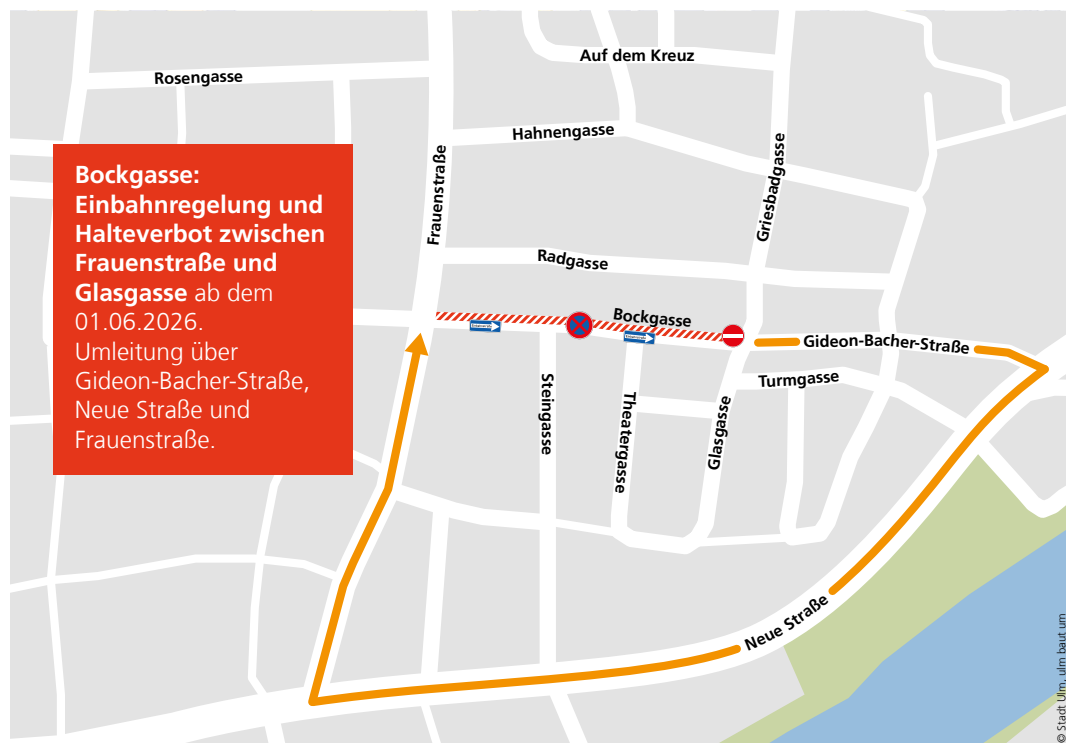 Auf dem Kreuz
Rosengasse
Hahnengasse
Frauenstraße
Griesbadgasse
Bockgasse:
Einbahnregelung und
Halteverbot zwischen
Frauenstraße und
Glasgasse ab dem
01.06.2026.
Umleitung über
Gideon-Bacher-Straße,
Neue Straße und
Frauenstraße.
Radgasse
Bockgasse
Gideon-Bacher-Straße
Turmgasse
Steingasse
Theatergasse
Glasgasse
Neue Straße
© Stadt Ulm, ulm baut um